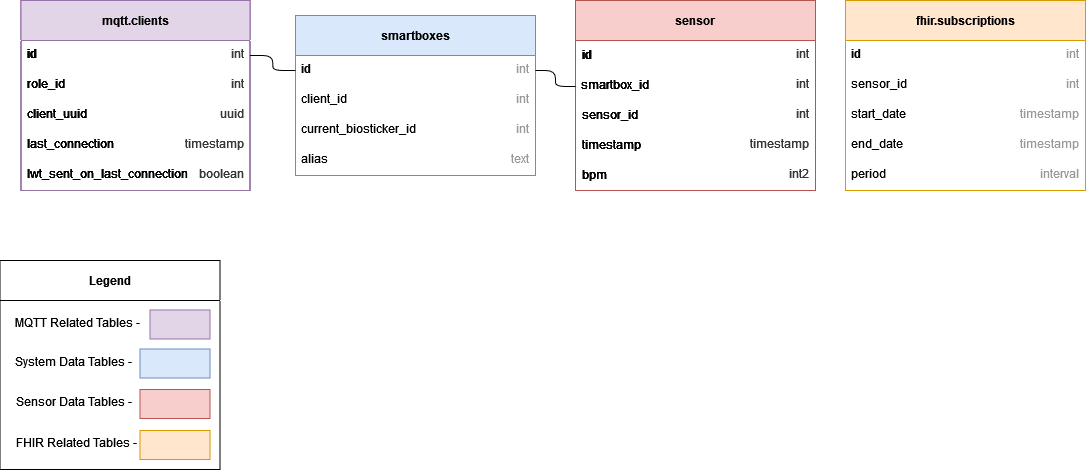 mqtt.clients
id int
role_id int
client_uuid uuid
last_connection timestamp
lwt_sent_on_last_connection boolean
smartboxes
id int
client_id int
current_biosticker_id int
alias text
sensor
id int
smartbox_id int
sensor_id int
timestamp timestamp
bpm int2
fhir.subscriptions
id int
sensor_id int
start_date timestamp
end_date timestamp
period interval
Legend
MQTT Related Tables -
System Data Tables -
Sensor Data Tables -
FHIR Related Tables -